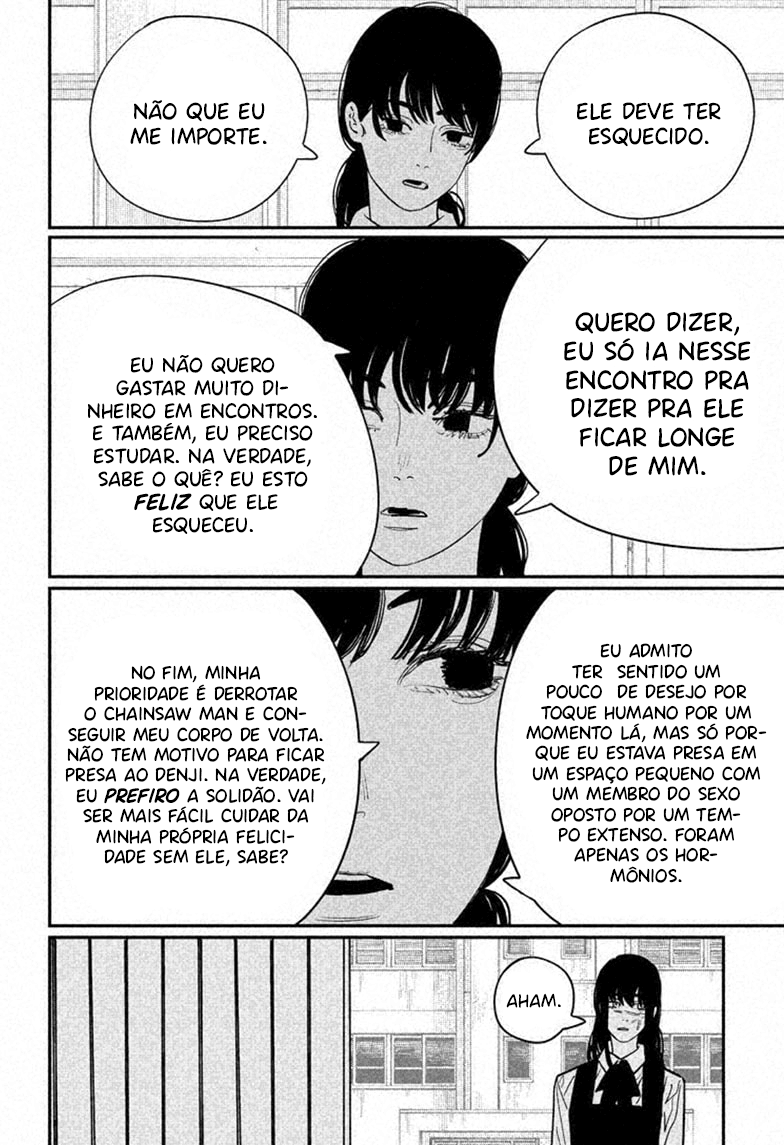 ELE DEVE TER
ESQUECIDO.
NÃO QUE EU
ME IMPORTE.
QUERO DIZER,
EU SÓ IA NESSE
ENCONTRO PRA
DIZER PRA ELE
FICAR LONGE
DE MIM.
EU NÃO QUERO
GASTAR MUITO DI-
NHEIRO EM ENCONTROS.
E TAMBÉM, EU PRECISO
ESTUDAR. NA VERDADE,
SABE O QUÊ? EU ESTO
FELIZ QUE ELE
ESQUECEU.
EU ADMITO
TER SENTIDO UM
POUCO DE DESEJO POR
TOQUE HUMANO POR UM
MOMENTO LÁ, MAS SÓ POR-
QUE EU ESTAVA PRESA EM
UM ESPAÇO PEQUENO COM
UM MEMBRO DO SEXO
OPOSTO POR UM TEM-
PO EXTENSO. FORAM
APENAS OS HOR-
MÔNIOS.
NO FIM, MINHA
PRIORIDADE É DERROTAR
O CHAINSAW MAN E CON-
SEGUIR MEU CORPO DE VOLTA.
NÃO TEM MOTIVO PARA FICAR
PRESA AO DENJI. NA VERDADE,
EU PREFIRO A SOLIDÃO. VAI
SER MAIS FÁCIL CUIDAR DA
MINHA PRÓPRIA FELICI-
DADE SEM ELE, SABE?
AHAM.